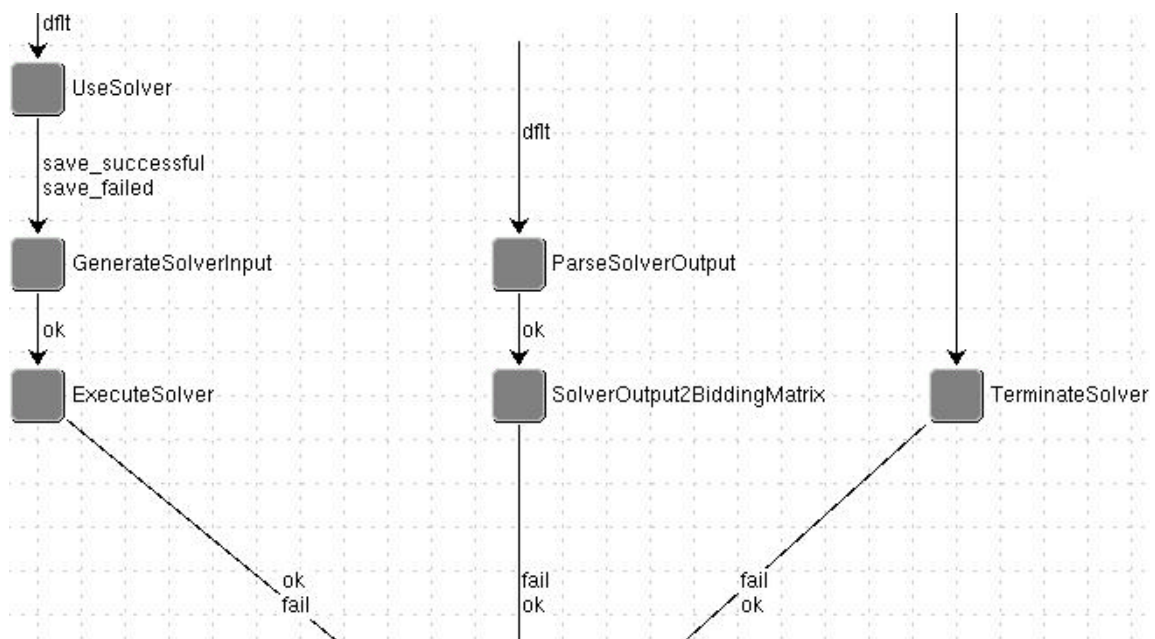 dflt
UseSolver
dflt
save_successful
save_failed
GenerateSolverInput
ParseSolverOutput
ok
ok
ExecuteSolver
SolverOutput2BiddingMatrix
TerminateSolver
ok
fail
fail
ok
fail
ok